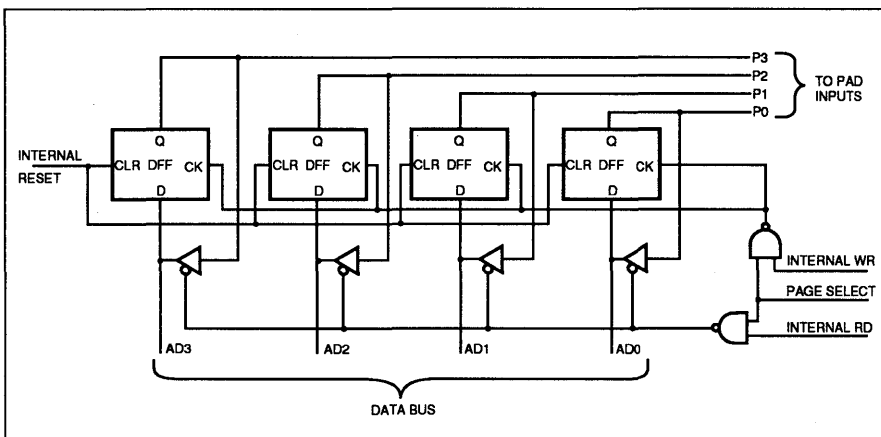 P3
P2
P1
P0
TO PAD
INPUTS
Q
Q
Q
Q
INTERNAL
RESET
CLR DFF CK
CLR DFF CK
CLR DFF CK
CLR DFF CK
D
D
D
D
INTERNAL WR
PAGE SELECT
INTERNAL RD
AD3
AD2
AD1
AD0
DATA BUS